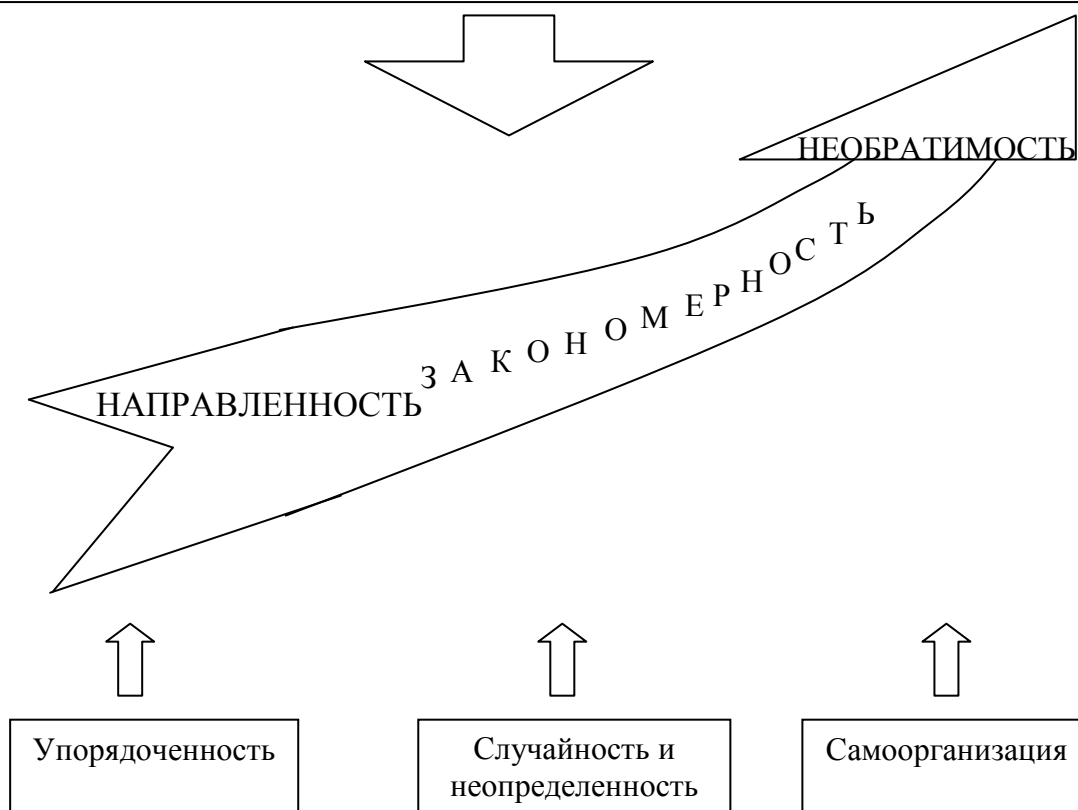 НЕОБРАТИМОСТЬ
ЗАКОНОМЕРНОСТЬ
НАПРАВЛЕННОСТЬ
Упорядоченность
Случайность и
неопределенность
Самоорганизация